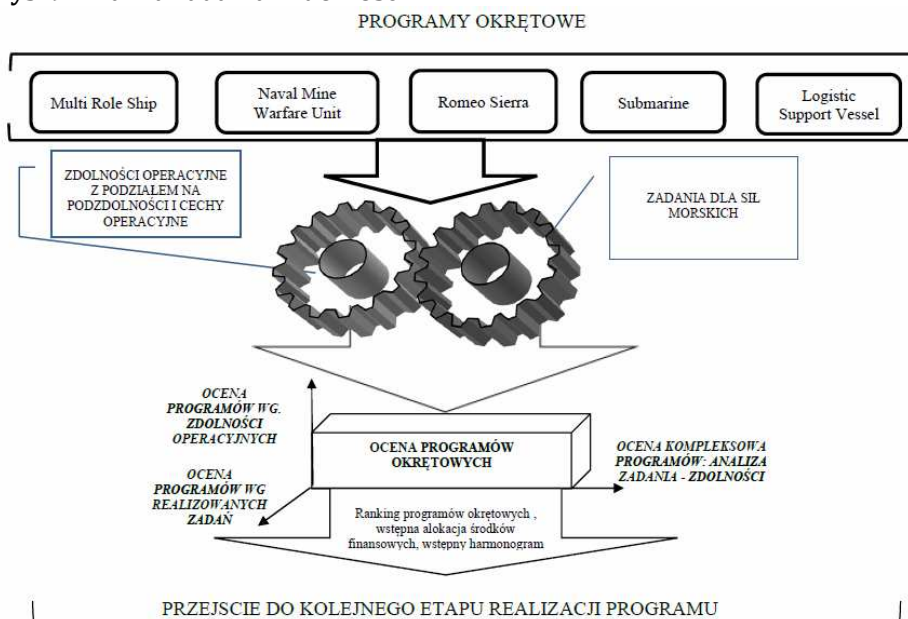 PROGRAMY OKRĘTOWE
Multi Role Ship
Naval Mine
Warfare Unit
Romeo Sierra
Submarine
Logistic
Support Vessel
ZDOLNOŚCI OPERACYJNE
Z PODZIAŁEM NA
PODZDOLNOŚCI I CECHY
OPERACYJNE
ZADANIA DLA SIŁ
MORSKICH
OCENA
PROGRAMÓW WG.
ZDOLNOŚCI
OPERACYJNYCH
OCENA PROGRAMÓW
OKRĘTOWYCH
OCENA KOMPLEKSOWA
PROGRAMÓW: ANALIZA
ZADANIA - ZDOLNOŚCI
OCENA
PROGRAMÓW WG
REALIZOWANYCH
ZADAŃ
Ranking programów okrętowych ,
wstępna alokacja środków
finansowych, wstępny harmonogram
PRZEJSCIE DO KOLEJNEGO ETAPU REALIZACJI PROGRAMU